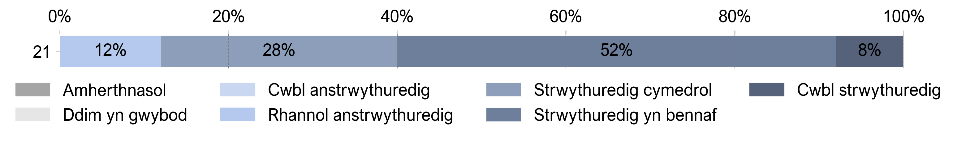 0% 20% 40% 60% 80% 100%
21 12% 28% 52% 8%
Amherthnasol Cwbl anstrwythuredig Strwythuredig cymedrol Cwbl strwythuredig
Ddim yn gwybod Rhannol anstrwythuredig Strwythuredig yn bennaf